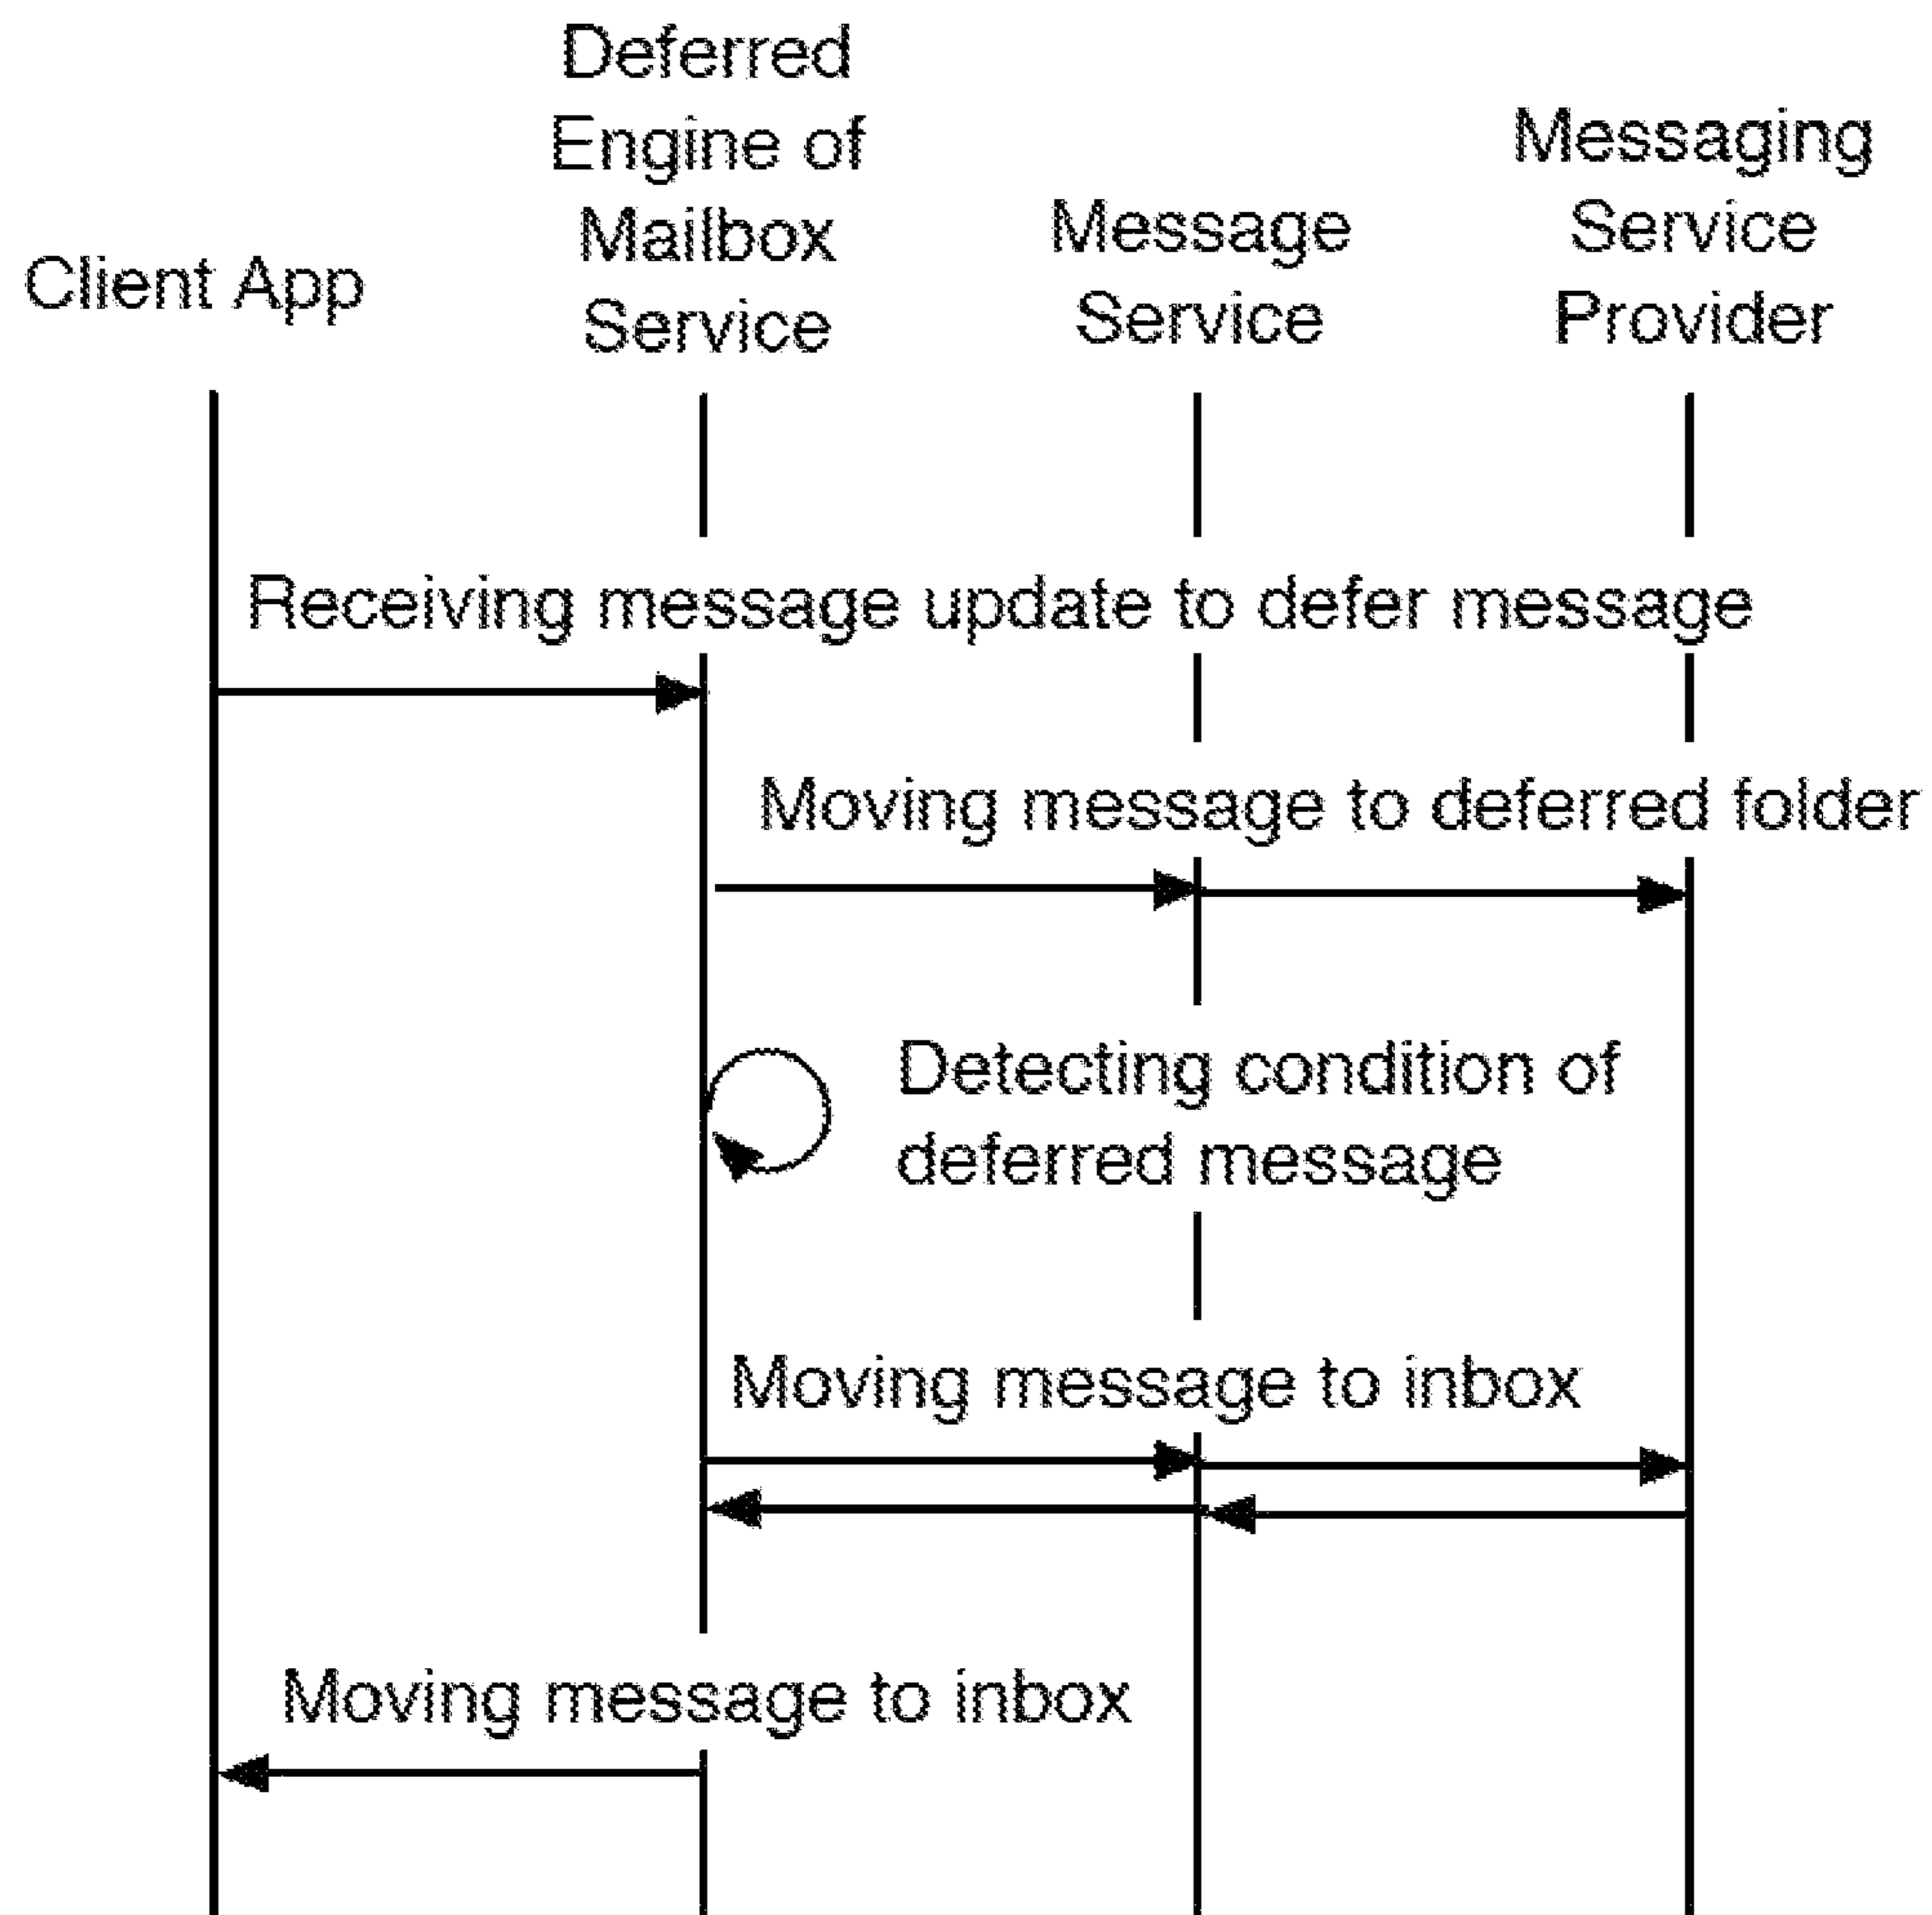 Client App
Deferred
Engine of
Mailbox
Service
Message
Service
Messaging
Service
Provider
Receiving message update to defer message
Moving message to deferred folder
Detecting condition of
deferred message
Moving message to inbox
Moving message to inbox